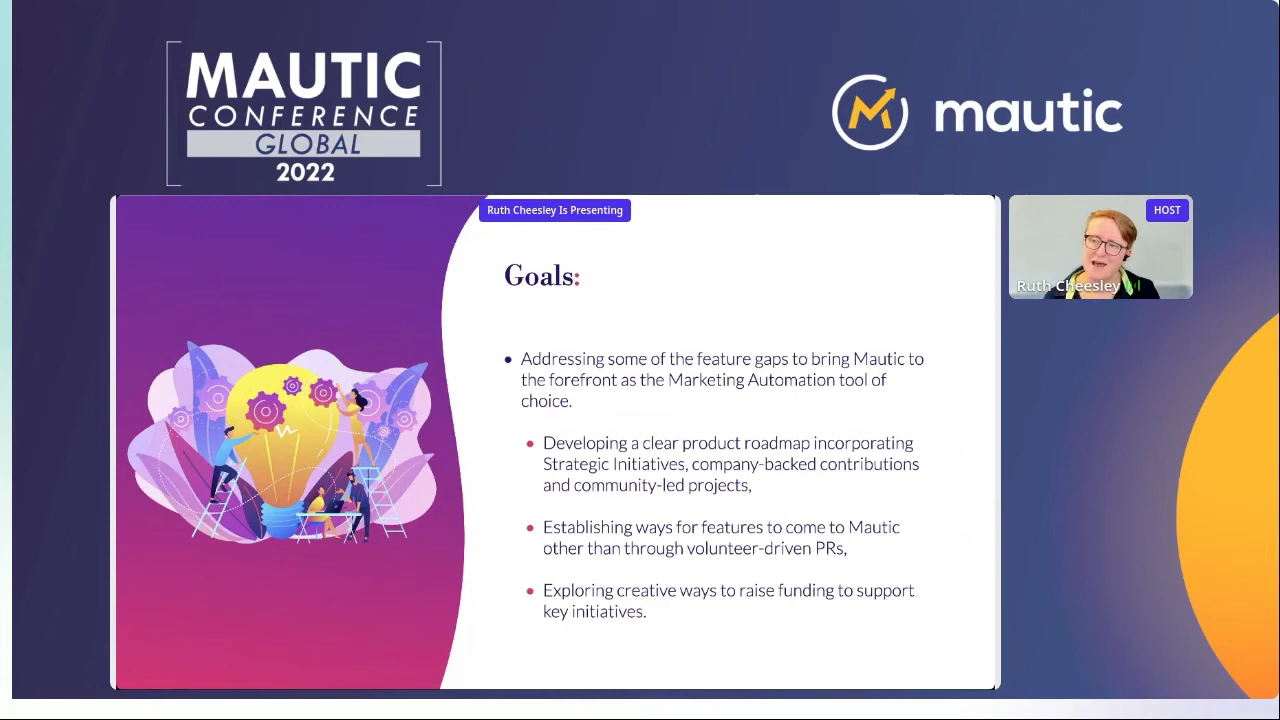 MAUTIC
CONFERENCE
GLOBAL
2022
mautic
Ruth Cheesley Is Presenting
HOST
Ruth Cheesley
Goals:
• Addressing some of the feature gaps to bring Mautic to
the forefront as the Marketing Automation tool of
choice.
• Developing a clear product roadmap incorporating
Strategic Initiatives, company-backed contributions
and community-led projects,
• Establishing ways for features to come to Mautic
other than through volunteer-driven PRs,
• Exploring creative ways to raise funding to support
key initiatives.